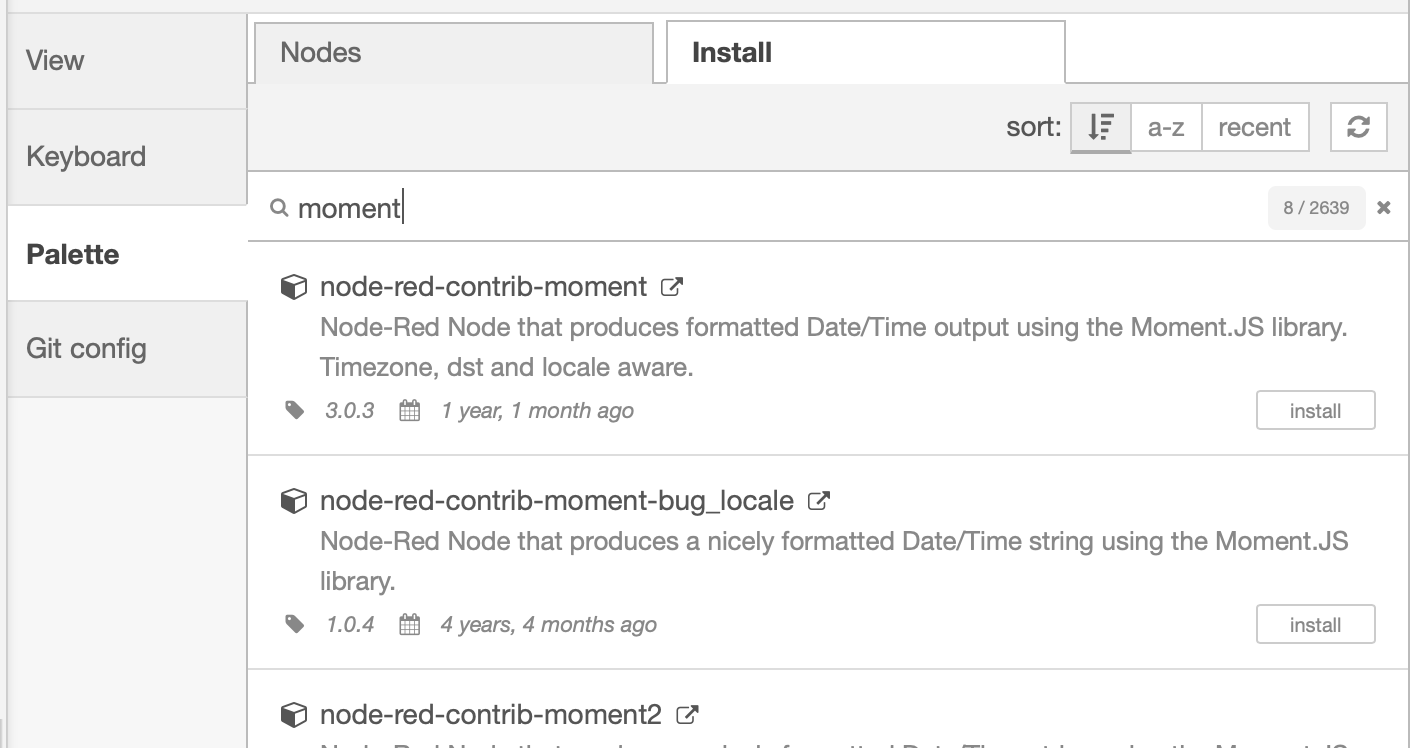 View
Keyboard
Palette
Git config
Nodes
Install
sort:
a-z
recent
moment
8 / 2639
node-red-contrib-moment
Node-Red Node that produces formatted Date/Time output using the Moment.JS library.
Timezone, dst and locale aware.
3.0.3
1 year, 1 month ago
install
node-red-contrib-moment-bug_locale
Node-Red Node that produces a nicely formatted Date/Time string using the Moment.JS
library.
1.0.4
4 years, 4 months ago
install
node-red-contrib-moment2